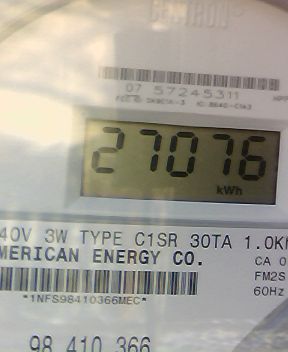 CENTRON
07 57245311
27076
kWh
40V 3W TYPE C1SR 30TA 1.0K
MERICAN ENERGY CO.
CA 0
FM2S
60Hz
*1NFS98410366MEC*
98 410 366